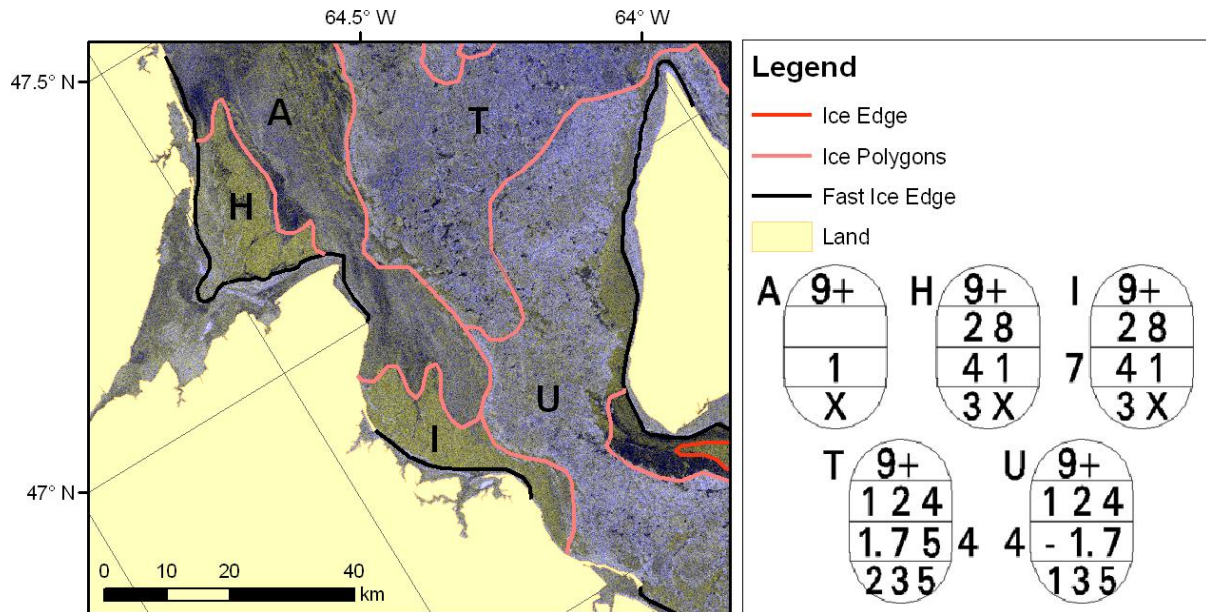 64.5° W 64° W
47.5° N
47° N
A
T
H
U
I
0 10 20 40
km
Legend
Ice Edge
Ice Polygons
Fast Ice Edge
Land
A 9+
1
X
H 9+
2 8
4 1
3 X
I 9+
2 8
7 4 1
3 X
T 9+
1 2 4
1. 7 5 4
2 3 5
U 9+
1 2 4
4 - 1. 7
1 3 5